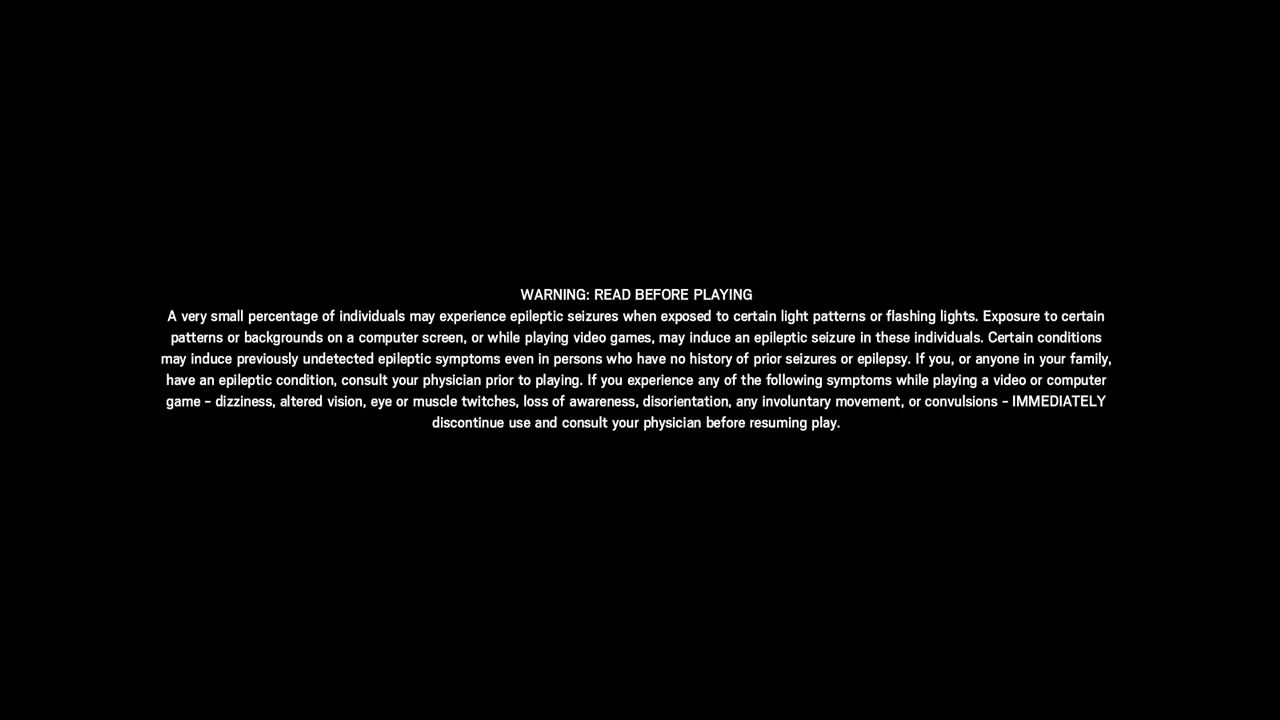 WARNING: READ BEFORE PLAYING
A very small percentage of individuals may experience epileptic seizures when exposed to certain light patterns or flashing lights. Exposure to certain
patterns or backgrounds on a computer screen, or while playing video games, may induce an epileptic seizure in these individuals. Certain conditions
may induce previously undetected epileptic symptoms even in persons who have no history of prior seizures or epilepsy. If you, or anyone in your family,
have an epileptic condition, consult your physician prior to playing. If you experience any of the following symptoms while playing a video or computer
game – dizziness, altered vision, eye or muscle twitches, loss of awareness, disorientation, any involuntary movement, or convulsions – IMMEDIATELY
discontinue use and consult your physician before resuming play.